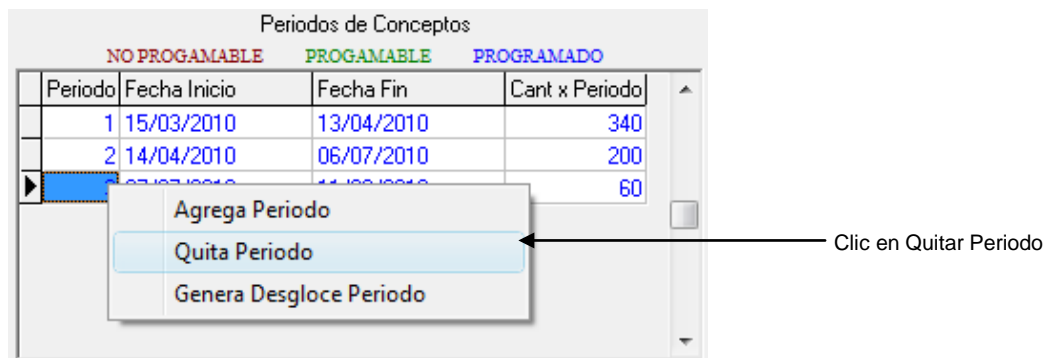 Periodos de Conceptos
NO PROGAMABLE PROGAMABLE PROGRAMADO
Periodo Fecha Inicio Fecha Fin Cant x Periodo
1 15/03/2010 13/04/2010 340
2 14/04/2010 06/07/2010 200
60
Agrega Periodo
Quita Periodo
Genera Desgloce Periodo
Clic en Quitar Periodo